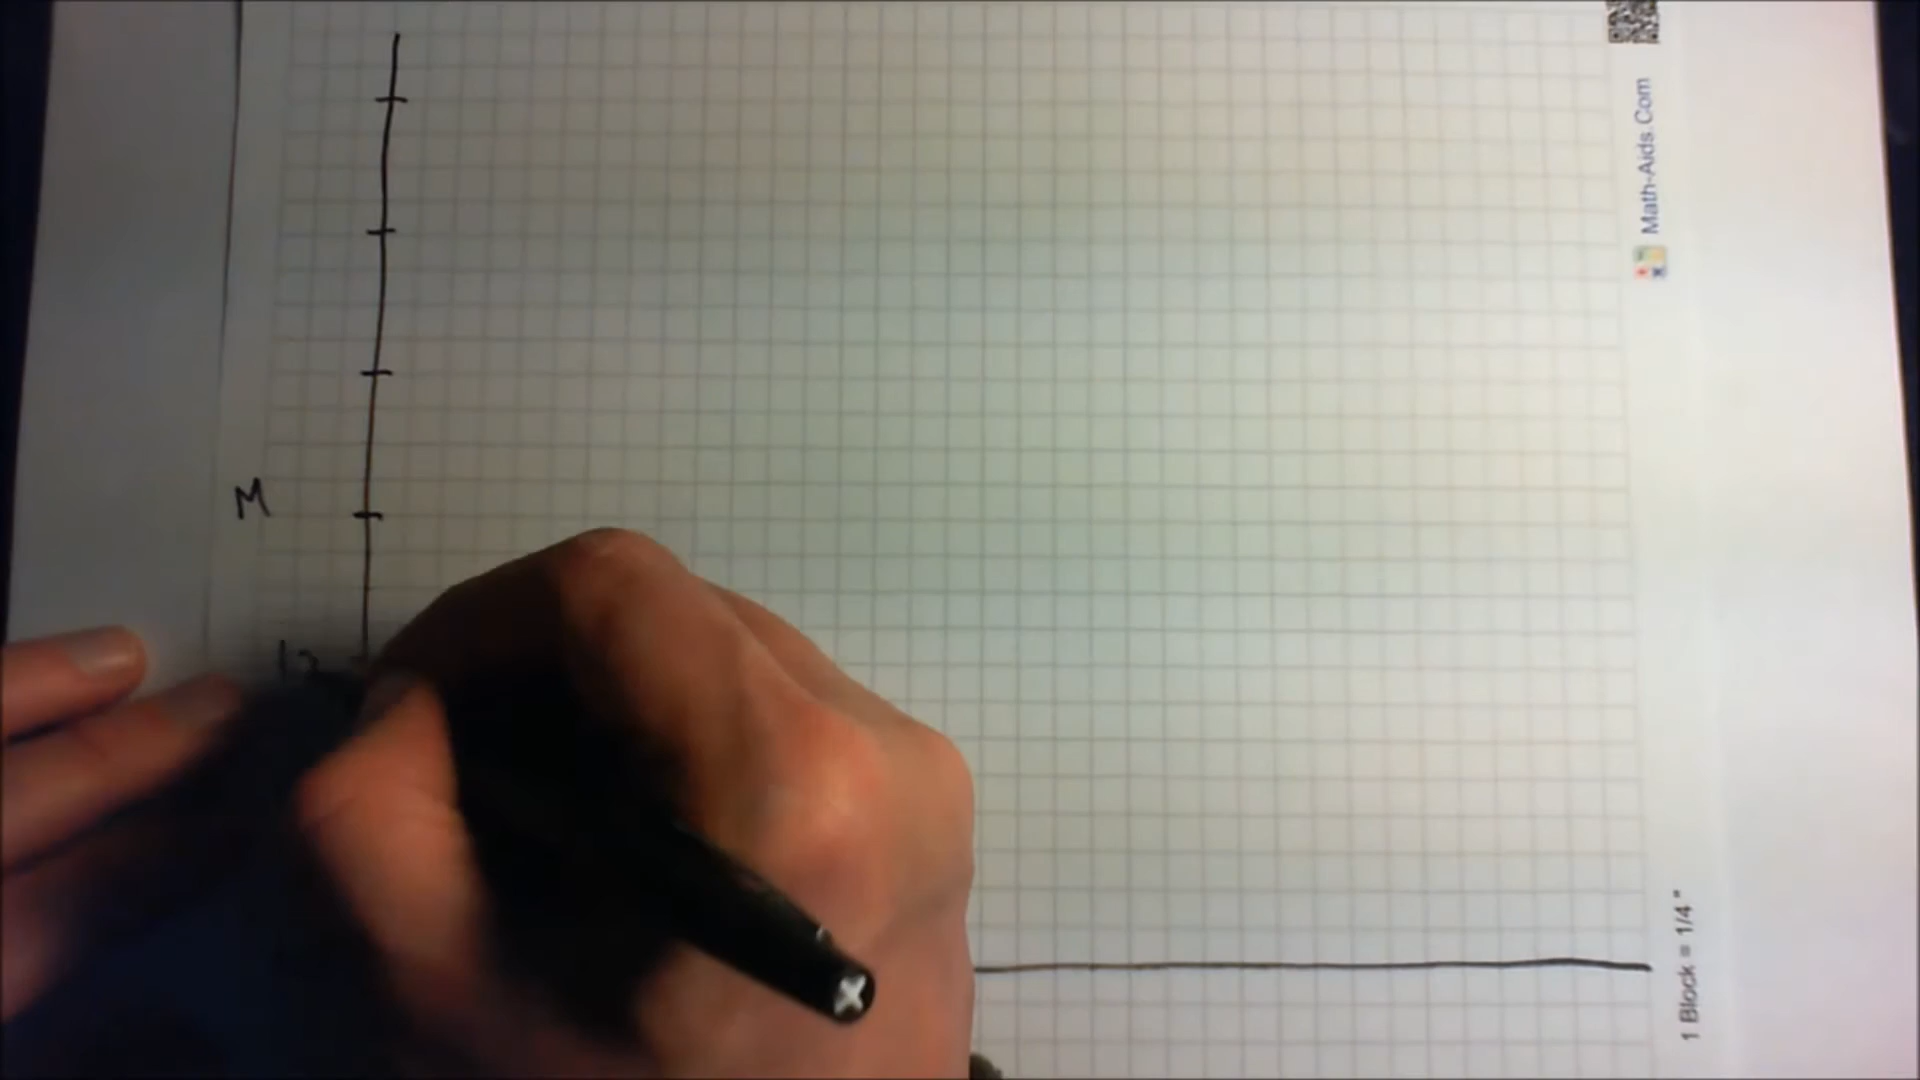 M
Math-Aids.Com
1 Block = 1/4 "